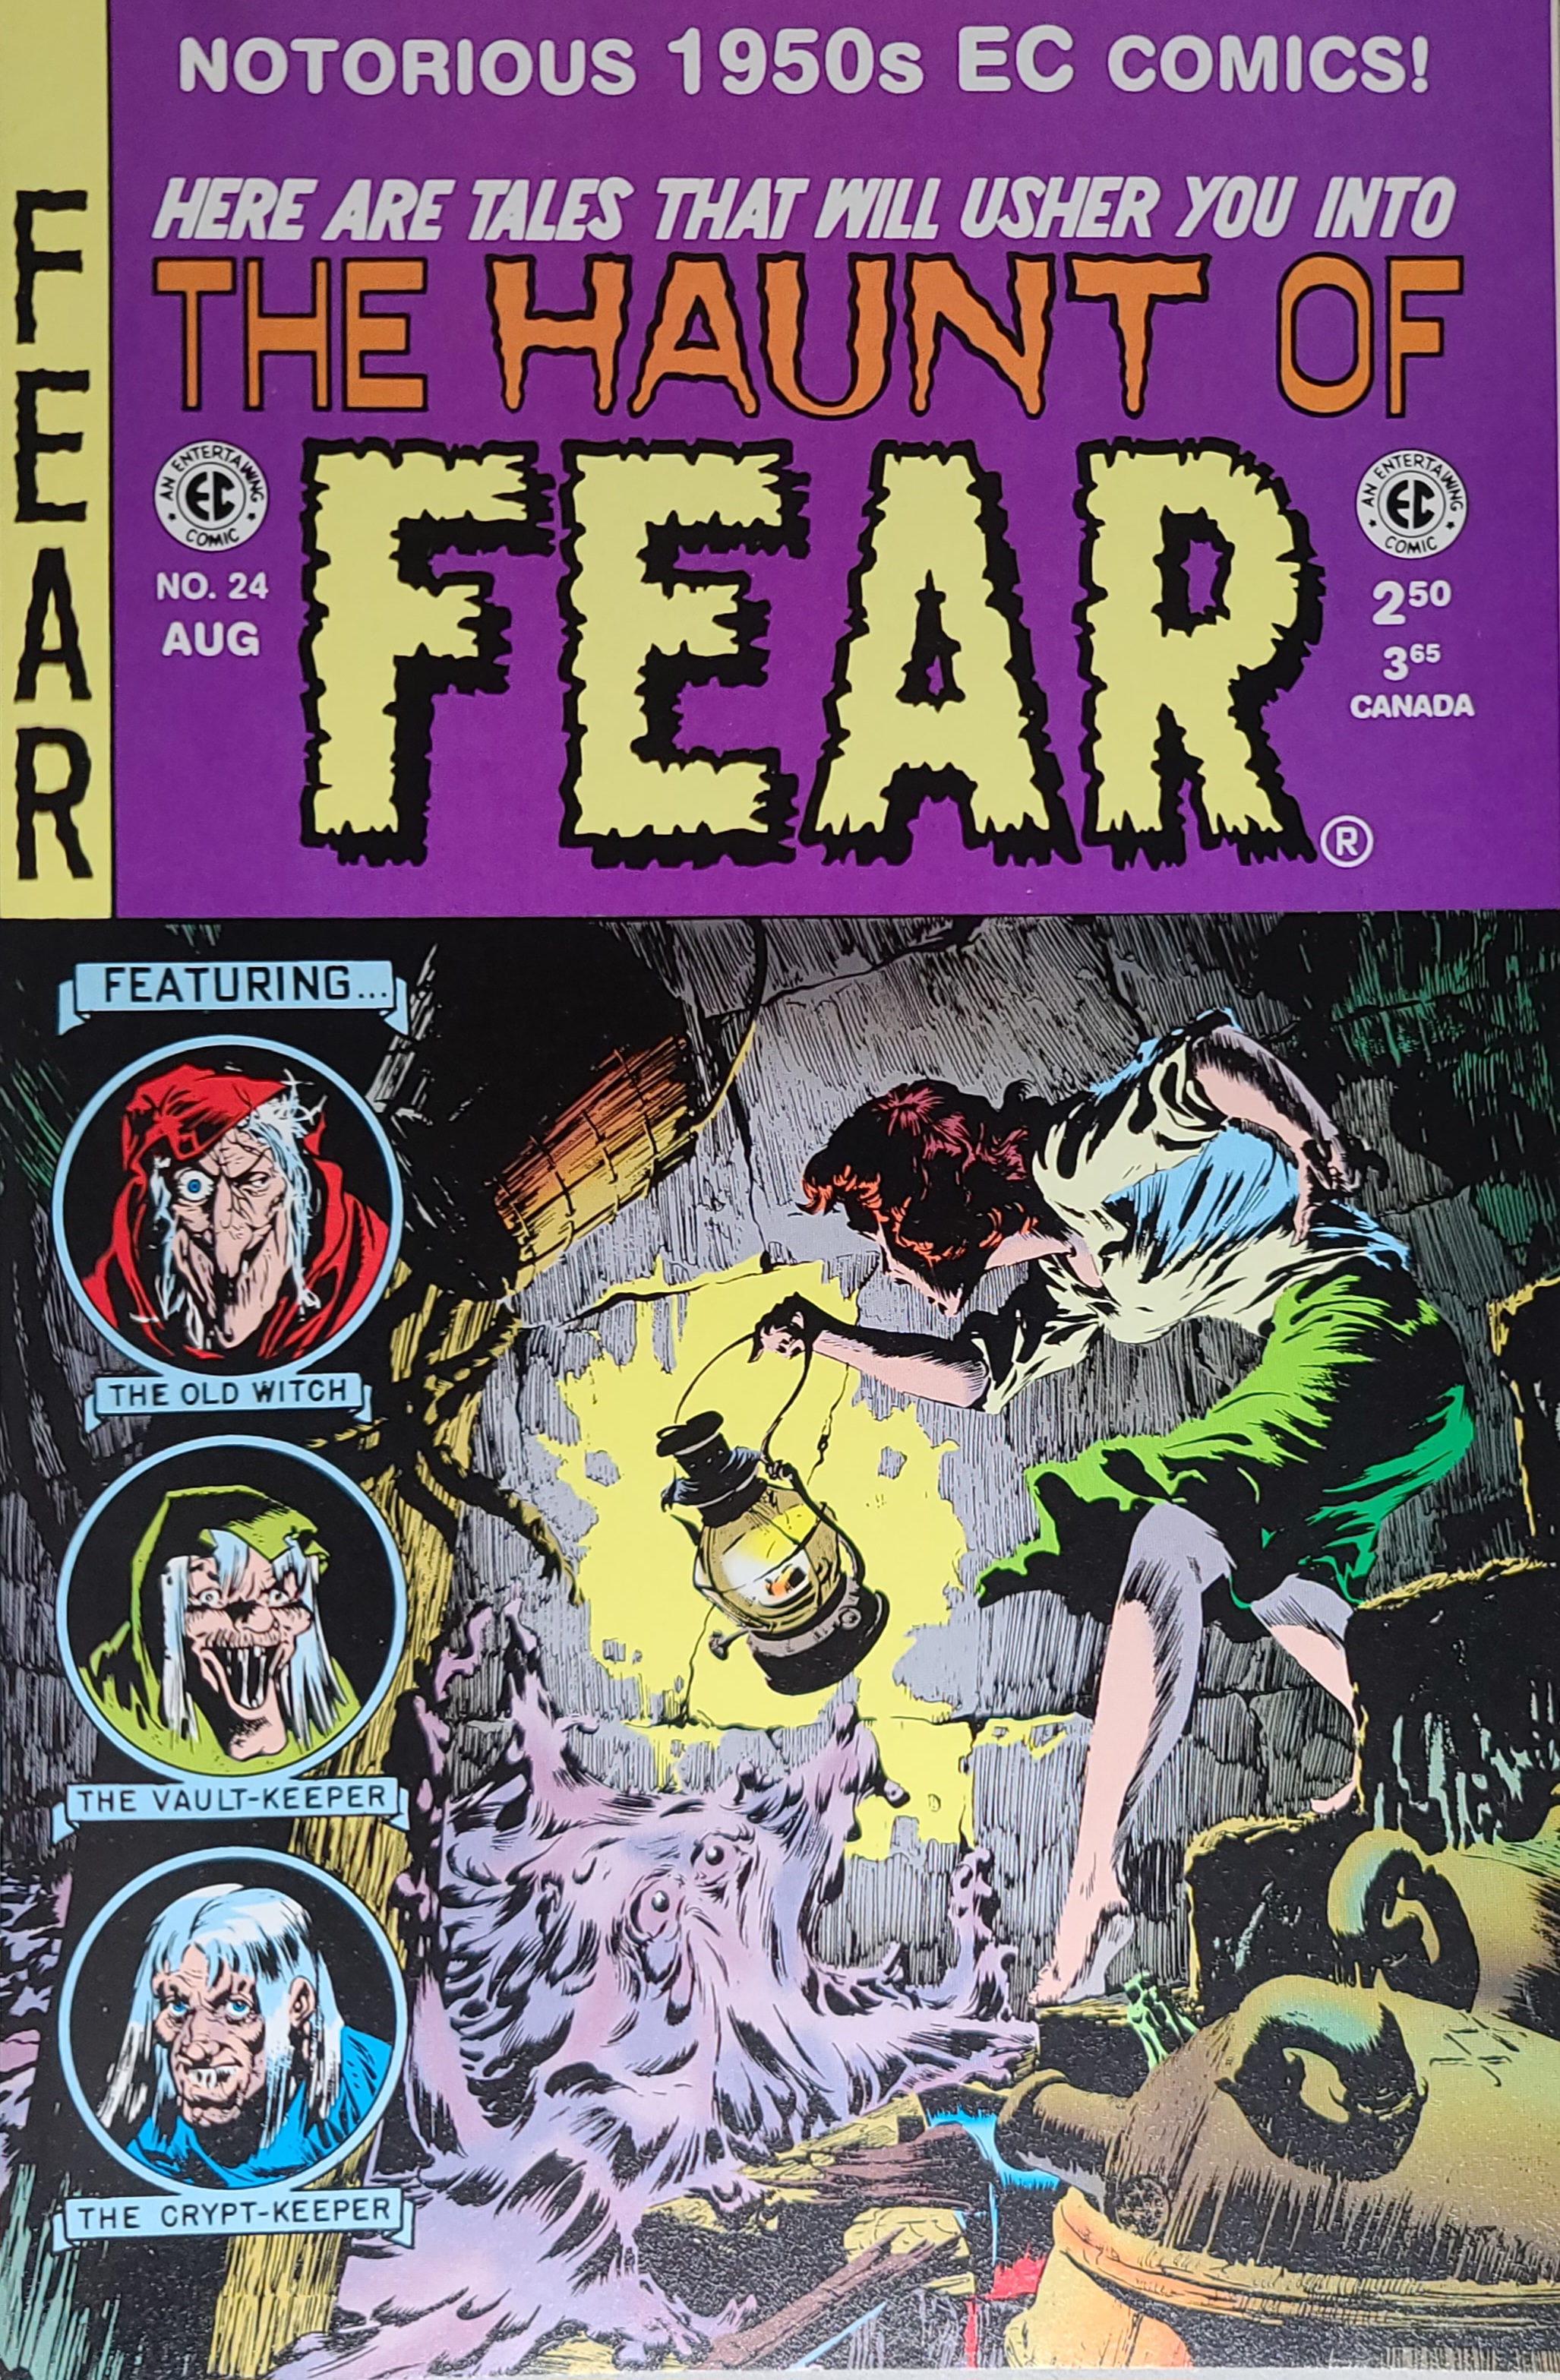 NOTORIOUS 1950s EC COMICS!
FEAR
HERE ARE TALES THAT WILL USHER YOU INTO
THE HAUNT OF
FEAR®
AN ENTERTAINING
EC
COMIC
NO. 24
AUG
AN ENTERTAINING
EC
COMIC
2 50
3 65
CANADA
FEATURING...
THE OLD WITCH
THE VAULT-KEEPER
THE CRYPT-KEEPER